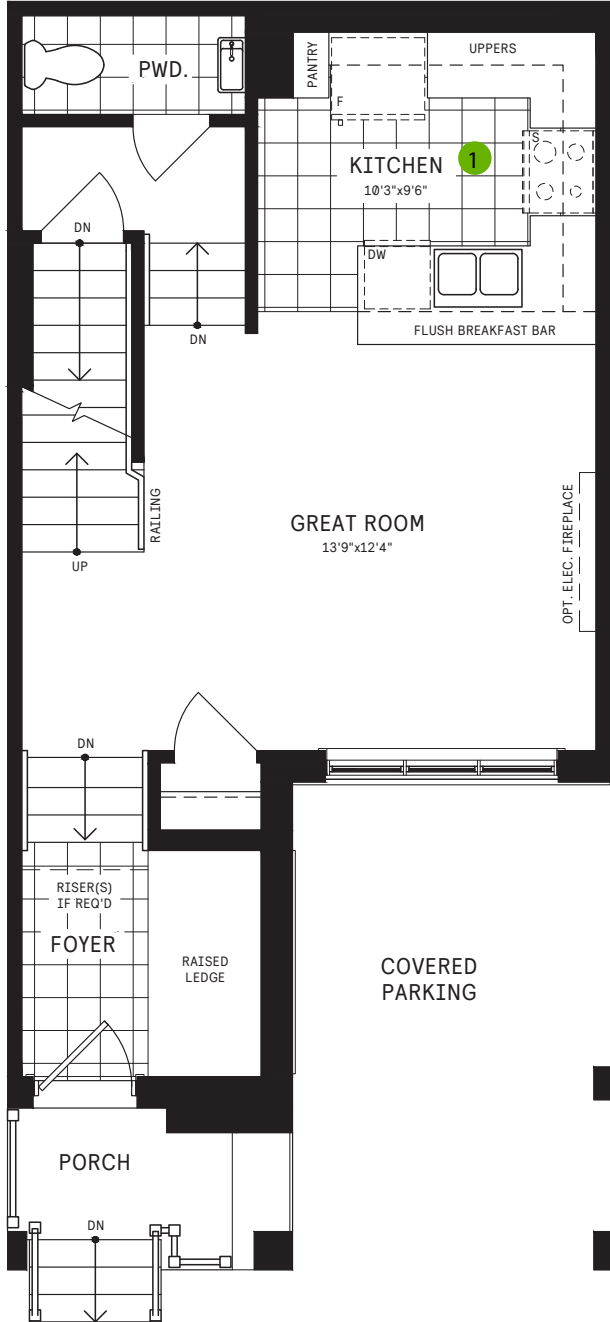 PWD.
PANTRY
UPPERS
F
KITCHEN
10'3"x9'6"
1
S
DN
DW
DN
FLUSH BREAKFAST BAR
RAILING
GREAT ROOM
13'9"x12'4"
OPT. ELEC. FIREPLACE
UP
DN
RISER(S)
IF REQ'D
FOYER
RAISED
LEDGE
COVERED
PARKING
PORCH
DN